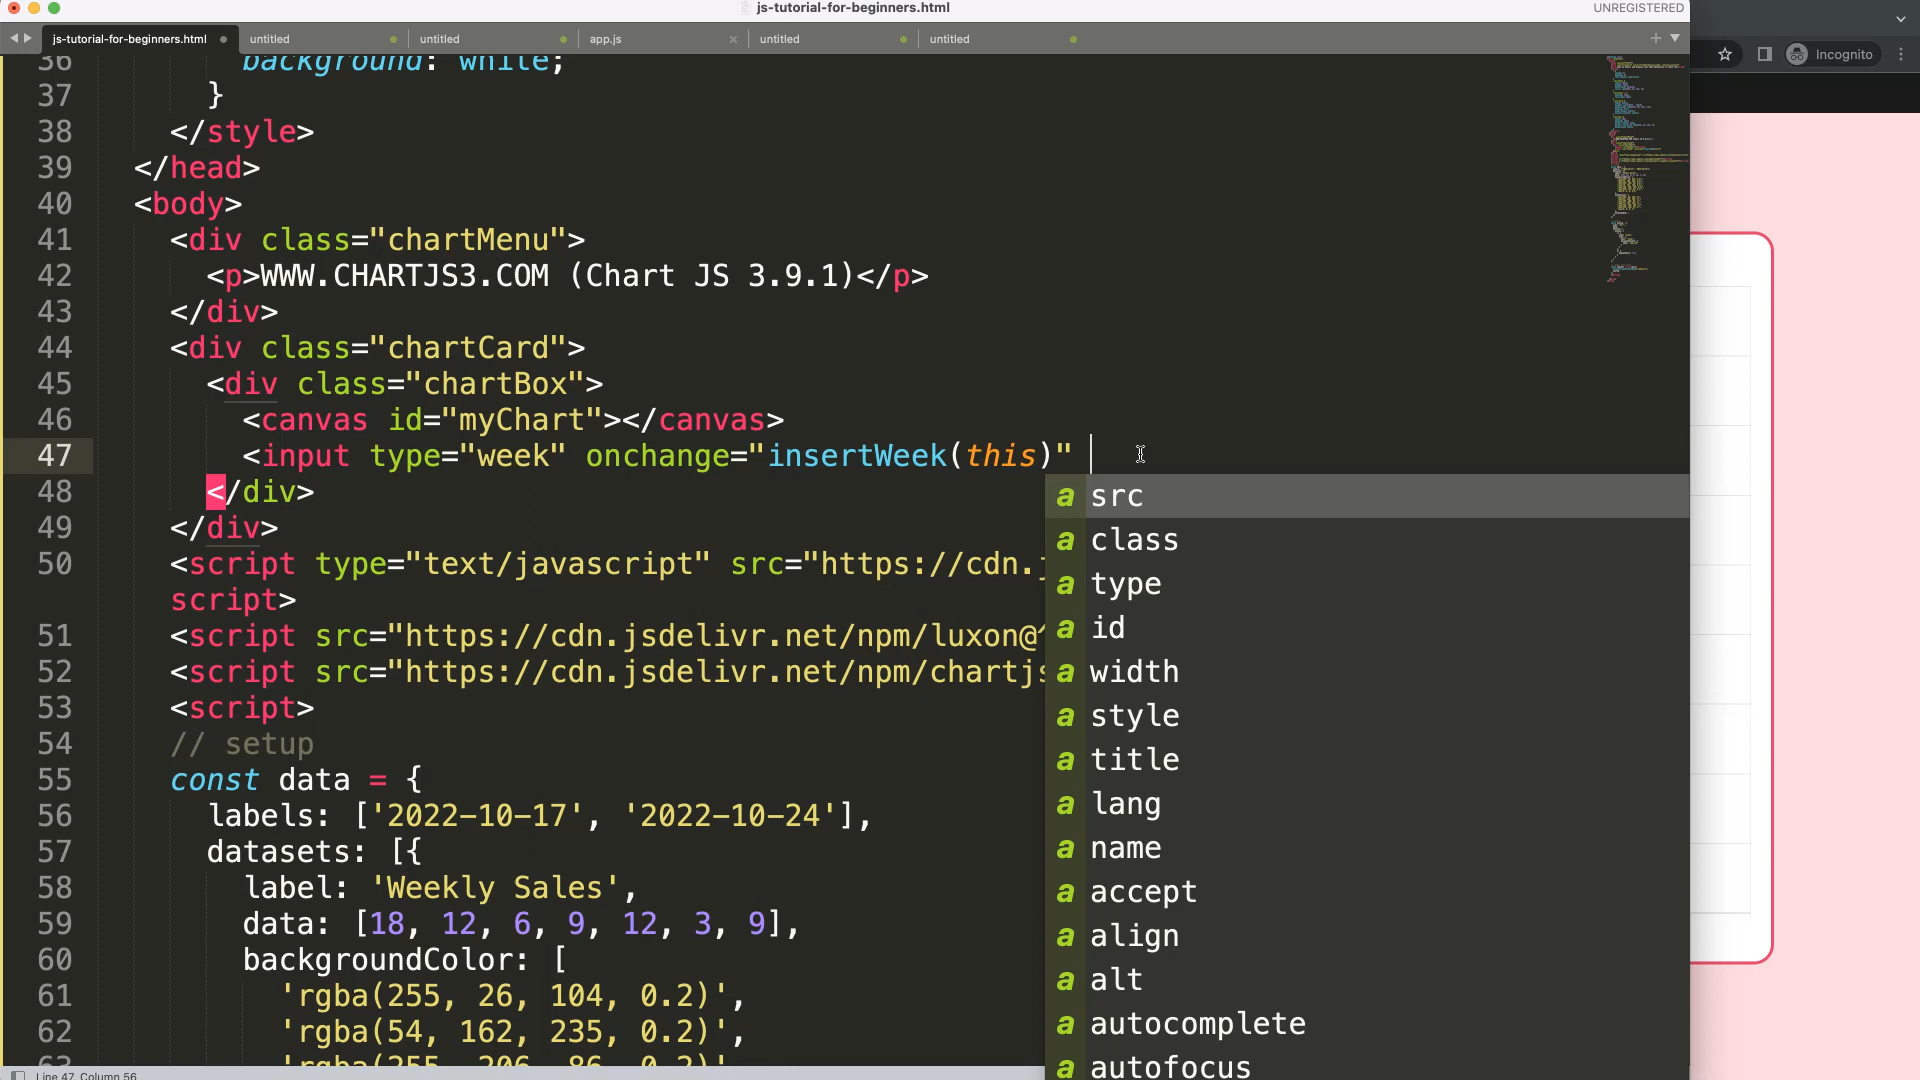 js-tutorial-for-beginners.html
UNREGISTERED
js-tutorial-for-beginners.html
untitled
untitled
app.js
untitled
untitled
Incognito
36 background: white;
37 }
38 </style>
39 </head>
40 <body>
41 <div class="chartMenu">
42 <p>WWW.CHARTJS3.COM (Chart JS 3.9.1)</p>
43 </div>
44 <div class="chartCard">
45 <div class="chartBox">
46 <canvas id="myChart"></canvas>
47 <input type="week" onchange="insertWeek(this)"
48 </div>
49 </div>
50 <script type="text/javascript" src="https://cdn.j
script>
51 <script src="https://cdn.jsdelivr.net/npm/luxon@^
52 <script src="https://cdn.jsdelivr.net/npm/chartjs
53 <script>
54 // setup
55 const data = {
56 labels: ['2022-10-17', '2022-10-24'],
57 datasets: [{
58 label: 'Weekly Sales',
59 data: [18, 12, 6, 9, 12, 3, 9],
60 backgroundColor: [
61 'rgba(255, 26, 104, 0.2)',
62 'rgba(54, 162, 235, 0.2)',
63 'rgba(255, 206, 86, 0.2)'
a src
a class
a type
a id
a width
a style
a title
a lang
a name
a accept
a align
a alt
a autocomplete
a autofocus
Line 47, Column 56